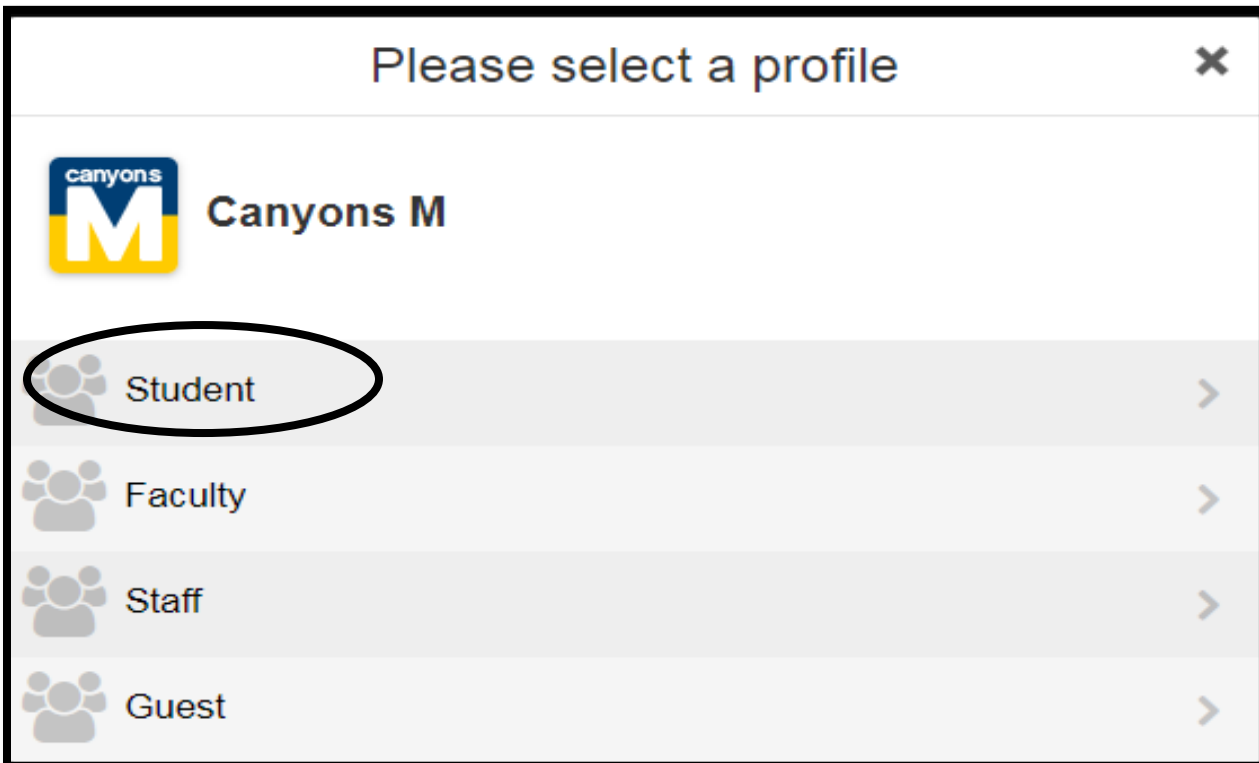 Please select a profile
canyons
M
Canyons M
Student
Faculty
Staff
Guest